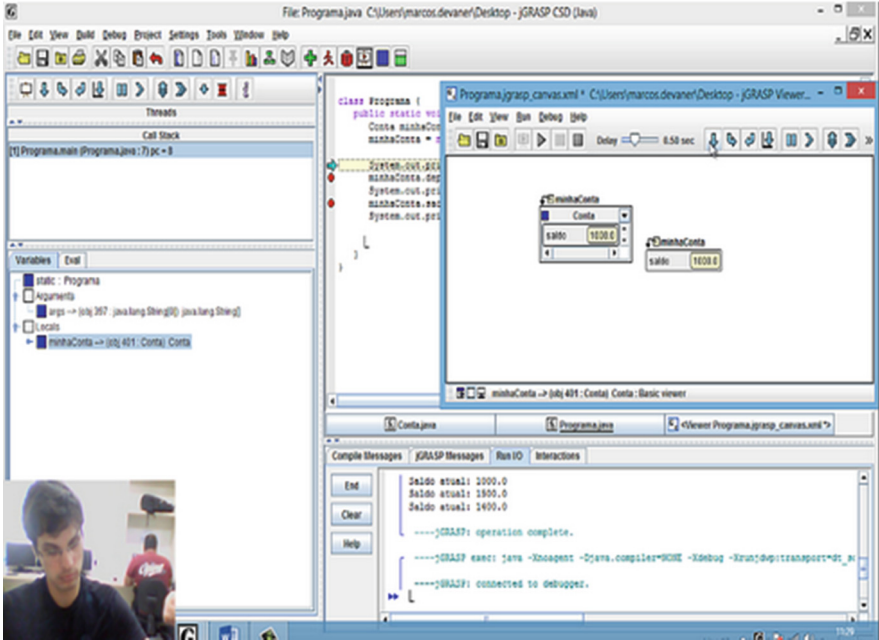 File: Programa.java C:\Users\marcos.devaner\Desktop - jGRASP CSD (Java)
File Edit View Build Debug Project Settings Tools Window Help
Threads
Call Stack
[1] Programa.main (Programa.java : 7) pc = 8
Variables Eval
static : Programa
Arguments
args --> (obj 397 : java.lang.String[0]) java.lang.String[]
Locals
minhaConta --> (obj 401 : Conta) Conta
class Programa {
public static voi
Conta minhaCon
minhaConta =
System.out.pri
minhaConta.dep
System.out.pri
minhaConta.sac
System.out.pri
}
}
Programa.jgrasp_canvas.xml * C:\Users\marcos.devaner\Desktop - jGRASP Viewer...
File Edit View Run Debug Help
Delay 0.50 sec
minhaConta
Conta
saldo 1000.0
minhaConta
saldo 1000.0
minhaConta --> (obj 401 : Conta) Conta : Basic viewer
Conta.java Programa.java <Viewer Programa.jgrasp_canvas.xml *>
Compile Messages jGRASP Messages Run I/O Interactions
End
Clear
Help
Saldo atual: 1000.0
Saldo atual: 1500.0
Saldo atual: 1400.0
----jGRASP: operation complete.
----jGRASP exec: java -Xnoagent -Djava.compiler=NONE -Xdebug -Xrunjdwp:transport=dt_s
----jGRASP: connected to debugger.
11:29